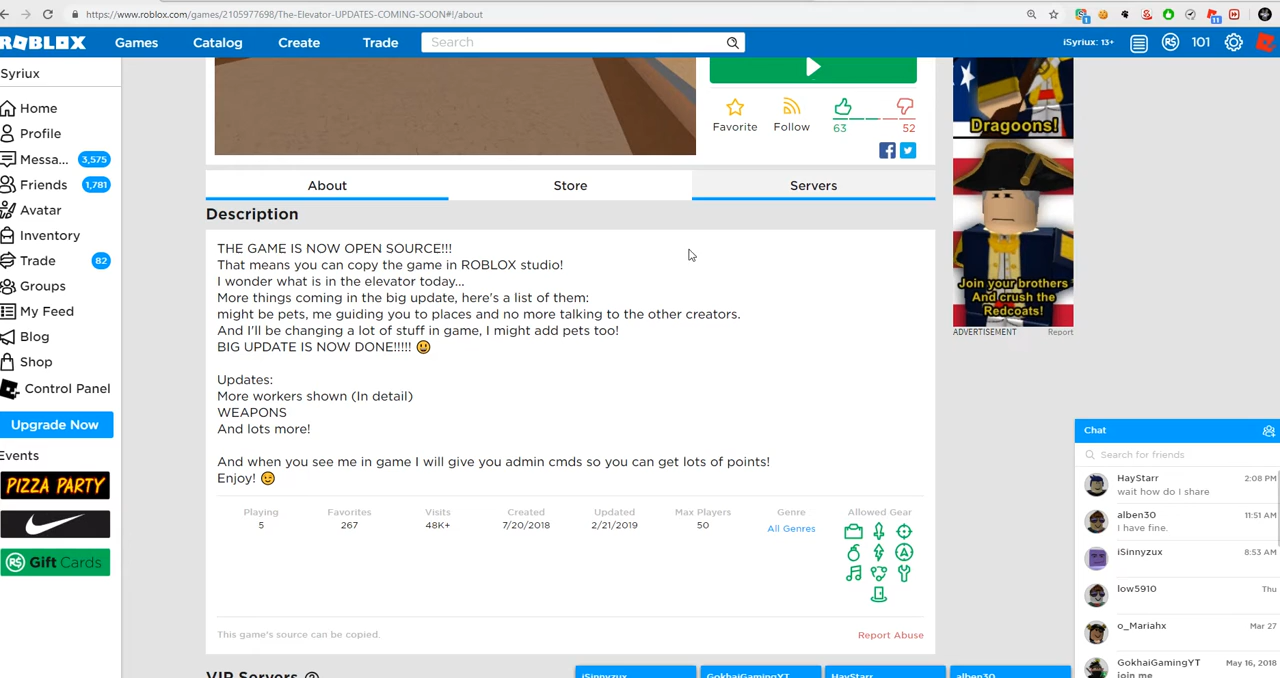 https://www.roblox.com/games/2105977698/The-Elevator-UPDATES-COMING-SOON#!/about
ROBLOX
Games
Catalog
Create
Trade
Search
iSyriux: 13+
101
Syriux
Home
Profile
Messa... 3,575
Friends 1,781
Avatar
Inventory
Trade 82
Groups
My Feed
Blog
Shop
Control Panel
Upgrade Now
Events
PIZZA PARTY
Gift Cards
Favorite
Follow
63
52
About
Store
Servers
Description
THE GAME IS NOW OPEN SOURCE!!!
That means you can copy the game in ROBLOX studio!
I wonder what is in the elevator today...
More things coming in the big update, here's a list of them:
might be pets, me guiding you to places and no more talking to the other creators.
And I'll be changing a lot of stuff in game, I might add pets too!
BIG UPDATE IS NOW DONE!!!!! 😃
Updates:
More workers shown (In detail)
WEAPONS
And lots more!
And when you see me in game I will give you admin cmds so you can get lots of points!
Enjoy! 😉
Playing Favorites Visits Created Updated Max Players Genre Allowed Gear
5 267 48K+ 7/20/2018 2/21/2019 50 All Genres
This game's source can be copied.
Report Abuse
VIP Servers
iSinnyzux
GokhaiGamingYT
HayStarr
alben30
Dragoons!
Join your brothers
And crush the
Redcoats!
ADVERTISEMENT Report
Chat
Search for friends
HayStarr 2:08 PM
wait how do I share
alben30 11:51 AM
I have fine.
iSinnyzux 8:53 AM
low5910 Thu
o_Mariahx Mar 27
GokhaiGamingYT May 16, 2018
join me